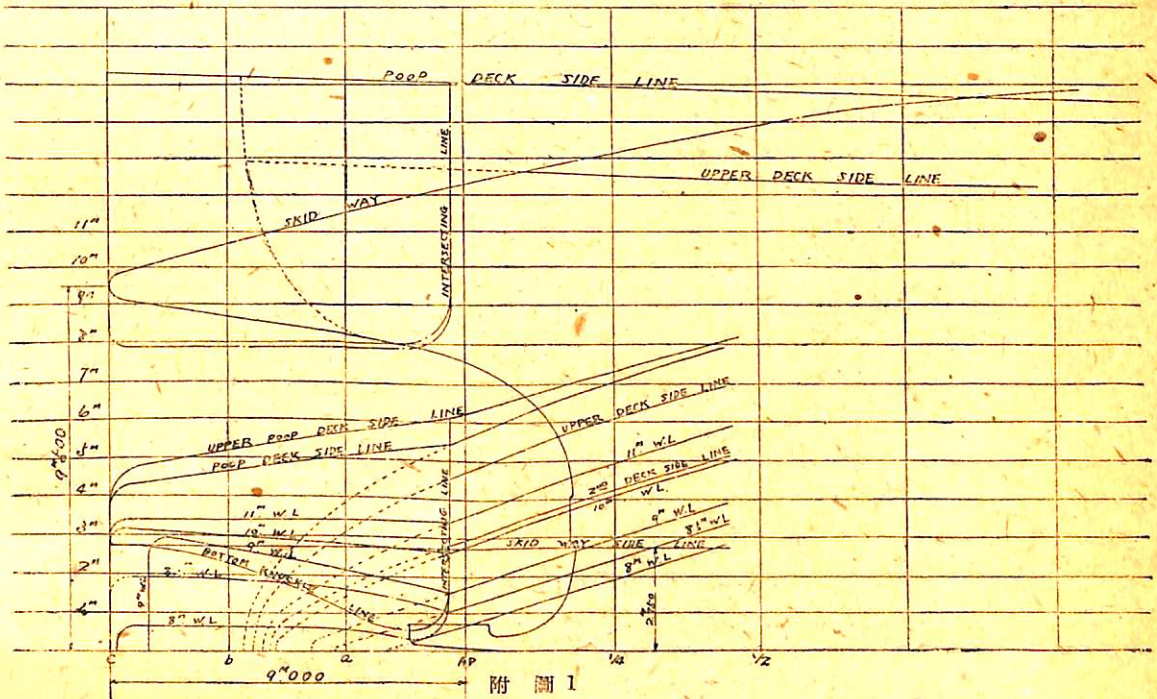 POOP DECK SIDE LINE
INTERSECTING LINE
UPPER DECK SIDE LINE
SKID WAY
11ᵐ
10ᵐ
9ᵐ
8ᵐ
7ᵐ
6ᵐ
5ᵐ
4ᵐ
3ᵐ
2ᵐ
1ᵐ
9ᵐ600
UPPER POOP DECK SIDE LINE
POOP DECK SIDE LINE
UPPER DECK SIDE LINE
11ᵐ W.L
2ND DECK SIDE LINE
10ᵐ W.L.
9ᵐ W.L
8½ᵐ W.L
8ᵐ W.L
SKID WAY SIDE LINE
INTERSECTING LINE
11ᵐ W.L
10ᵐ W.L
9ᵐ W.L
BOTTOM KNUCKLE LINE
W.L
9ᵐ W.L
8ᵐ W.L
2ᵐ750
C b a AP 1/4 1/2
9ᵐ000
附圖1